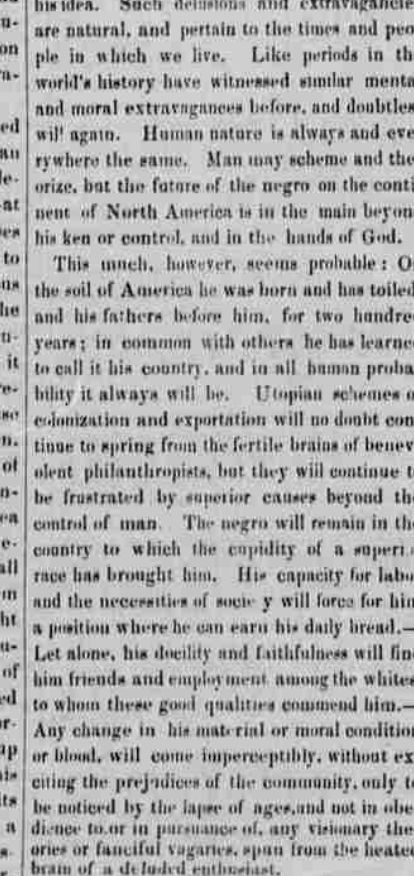 his idea. Such delusions and extravagancie
are natural, and pertain to the times and peo
ple in which we live. Like periods in th
world's history have witnessed similar menta
and moral extravagances before, and doubtles
wil' again. Human nature is always and eve
rywhere the same. Man may scheme and the
orize, but the future of the negro on the conti
nent of North America is in the main beyon
his ken or control, and in the hands of God.
This much, however, seems probable: O
the soil of America he was born and has toiled
and his fathers before him, for two hundre
years; in common with others he has learne
to call it his country, and in all human proba
bility it always will be. Utopian schemes o
colonization and exportation will no doubt con
tinue to spring from the fertile brains of benev
olent philanthropists, but they will continue t
be frustrated by superior causes beyond th
control of man. The negro will remain in the
country to which the cupidity of a superi
race has brought him. His capacity for labo
and the necessities of socie y will force for him
a position where he can earn his daily bread.—
Let alone, his docility and faithfulness will fin
him friends and employment among the whites
to whom these good qualities commend him.—
Any change in his mat rial or moral condition
or blood, will come imperceptibly, without ex
citing the prejudices of the community, only t
be noticed by the lapse of ages, and not in obe
dience to, or in pursuance of, any visionary the
ories or fanciful vagaries, spun from the heated
brain of a deluded enthusiast.